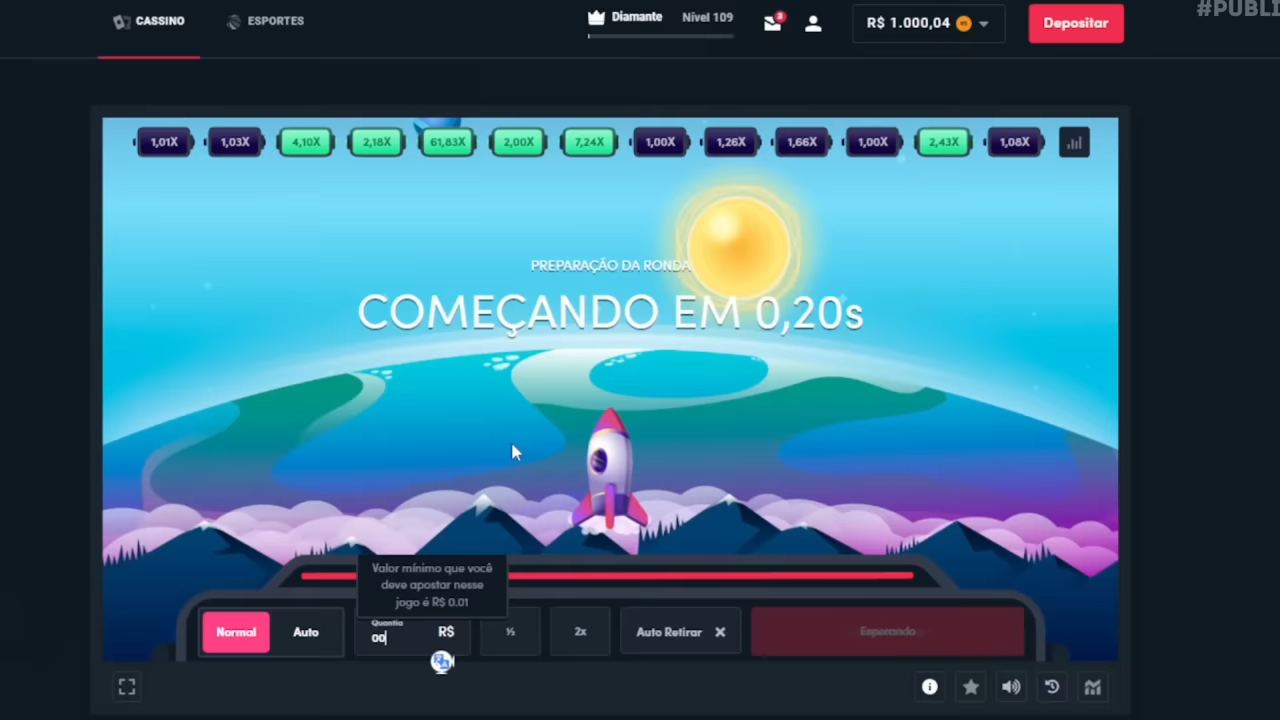 CASSINO
ESPORTES
Diamante
Nível 109
3
R$ 1.000,04
R$
Depositar
#PUBLI
1,01X
1,03X
4,10X
2,18X
61,83X
2,00X
7,24X
1,00X
1,26X
1,66X
1,00X
2,43X
1,08X
PREPARAÇÃO DA RONDA
COMEÇANDO EM 0,20s
Valor mínimo que você
deve apostar nesse
jogo é R$ 0.01
Normal
Auto
Quantia
00
R$
½
2x
Auto Retirar
Esperando